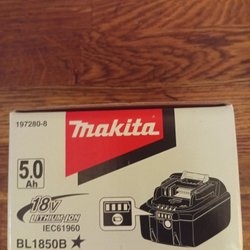 197280-8
makita
5.0
Ah
18V
LITHIUM-ION
IEC61960
BL1850B ★